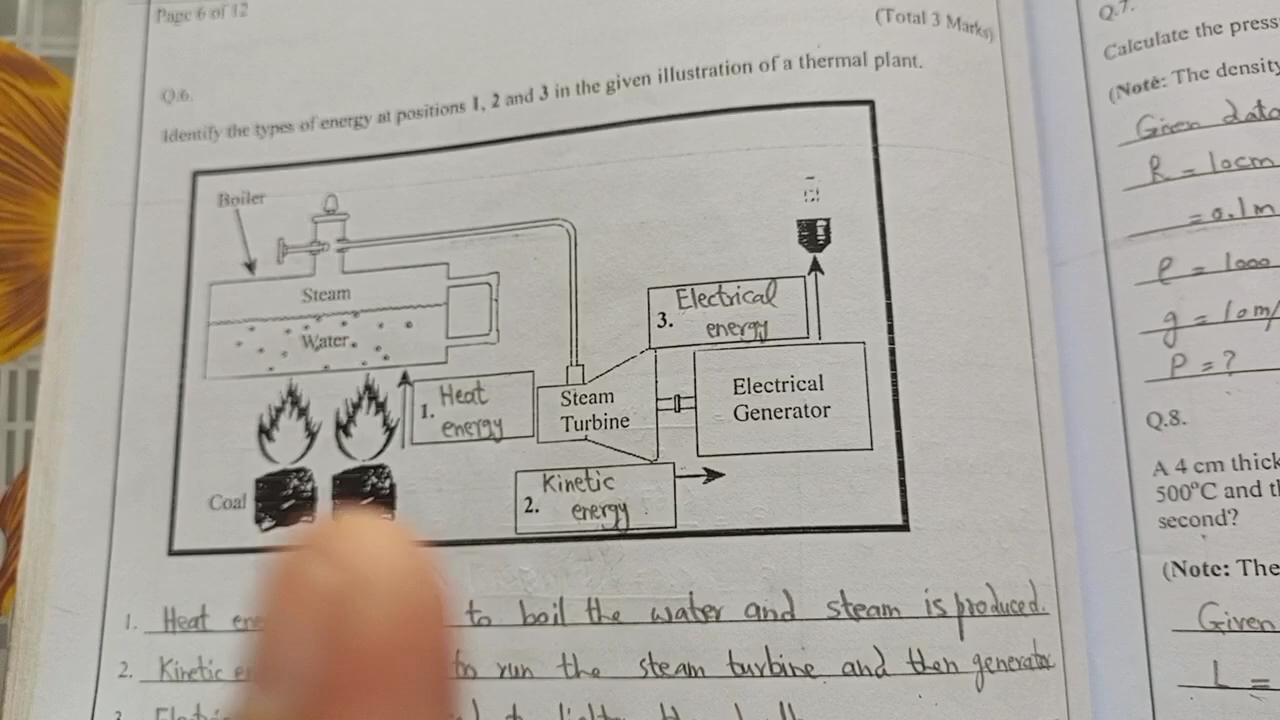 Page 6 of 12
(Total 3 Marks)
Q.6.
Identify the types of energy at positions 1, 2 and 3 in the given illustration of a thermal plant.
Boiler
Steam
Water
Coal
1. Heat
energy
Steam
Turbine
2. Kinetic
energy
3. Electrical
energy
Electrical
Generator
1. Heat to boil the water and steam is produced.
2. Kinetic to run the steam turbine and then generator
Q.7.
Calculate the press
(Note: The density
Given data
R = 10cm
= 0.1m
ρ = 1000
g = 10m/
P = ?
Q.8.
A 4 cm thick
500°C and
second?
(Note: The
Given
L =